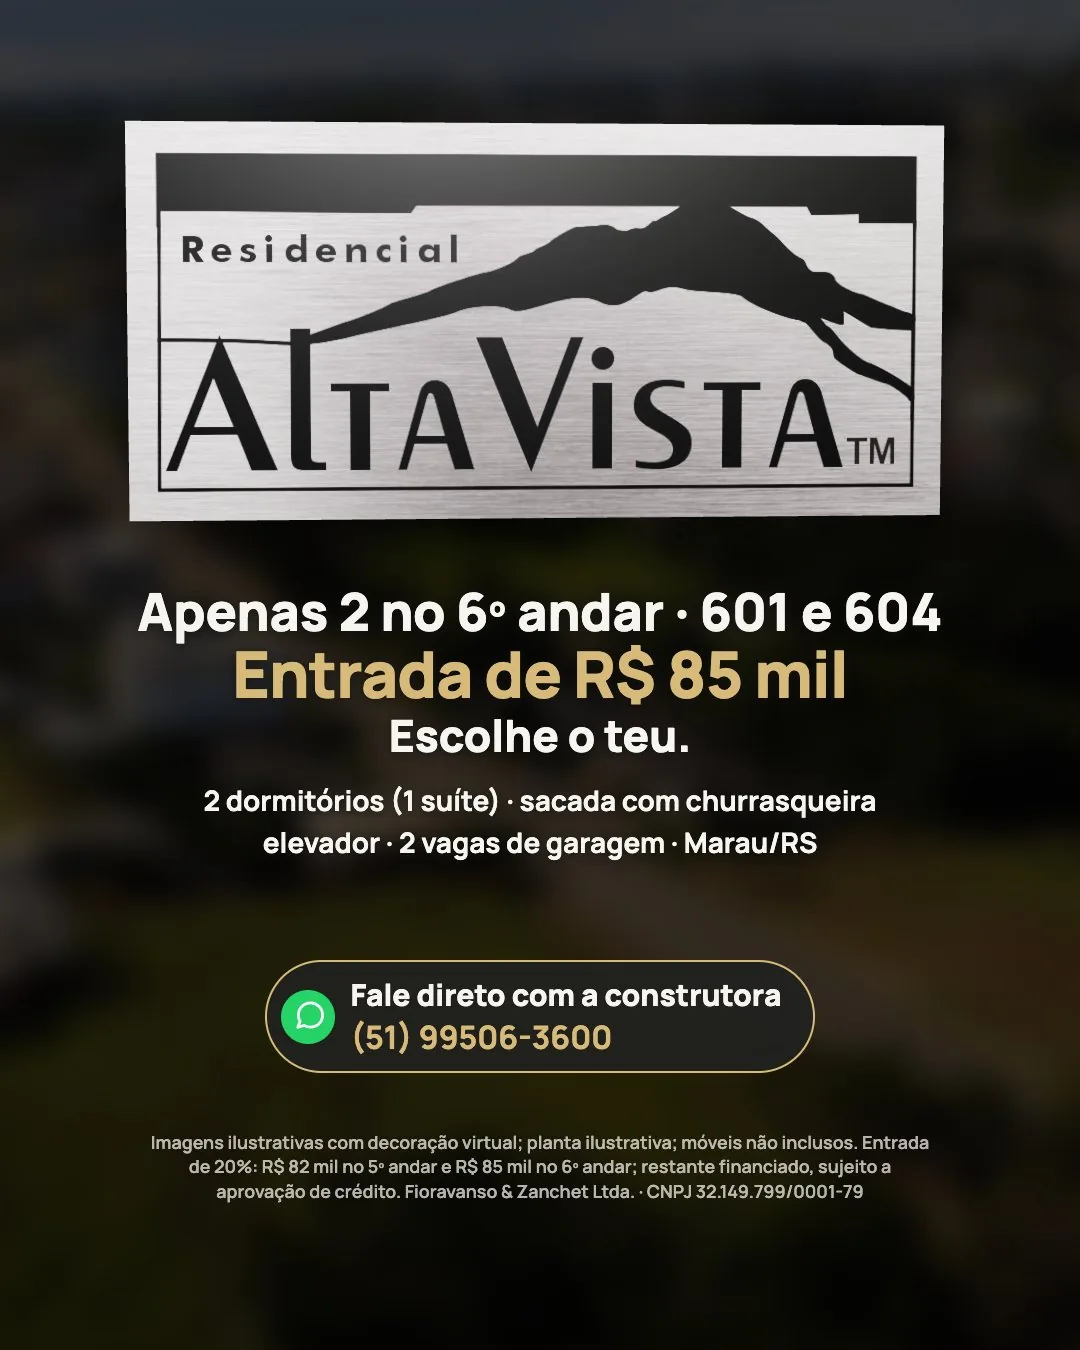 Residencial
AltaVista™
Apenas 2 no 6º andar · 601 e 604
Entrada de R$ 85 mil
Escolhe o teu.
2 dormitórios (1 suíte) · sacada com churrasqueira
elevador · 2 vagas de garagem · Marau/RS
Fale direto com a construtora
(51) 99506-3600
Imagens ilustrativas com decoração virtual; planta ilustrativa; móveis não inclusos. Entrada
de 20%: R$ 82 mil no 5º andar e R$ 85 mil no 6º andar; restante financiado, sujeito a
aprovação de crédito. Fioravanso & Zanchet Ltda. · CNPJ 32.149.799/0001-79